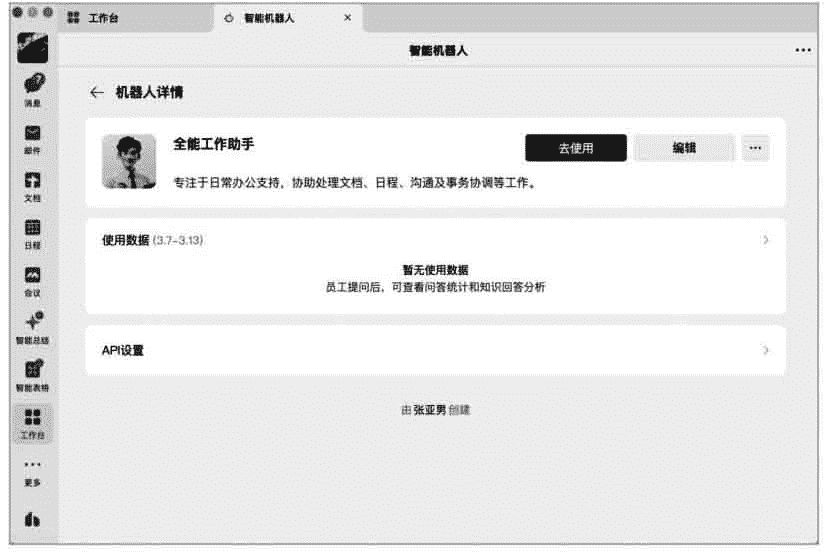 工作台
智能机器人
智能机器人
机器人详情
全能工作助手
去使用
编辑
专注于日常办公支持，协助处理文档、日程、沟通及事务协调等工作。
使用数据 (3.7-3.13)
暂无使用数据
员工提问后，可查看问答统计和知识回答分析
API设置
由 张亚男 创建
消息
邮件
文档
日程
会议
智能总结
智能表格
工作台
更多